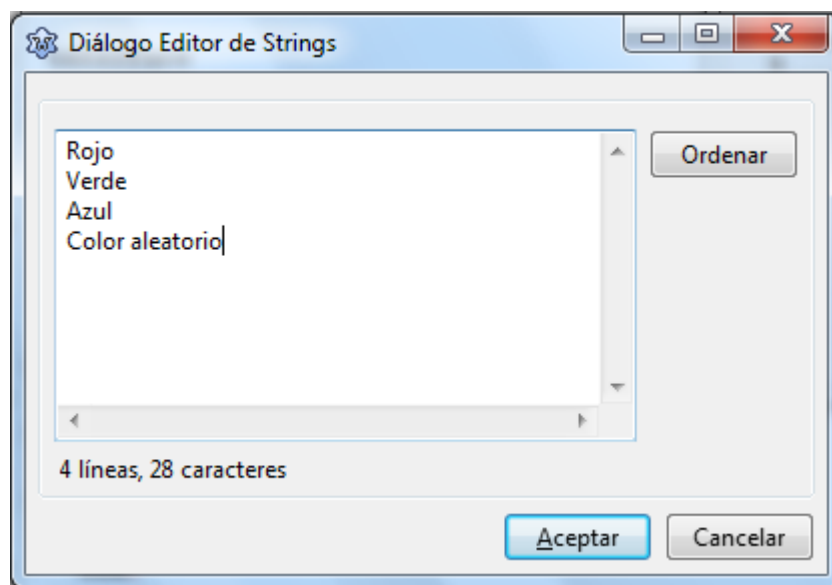 Diálogo Editor de Strings
Rojo
Verde
Azul
Color aleatorio
Ordenar
4 líneas, 28 caracteres
Aceptar
Cancelar